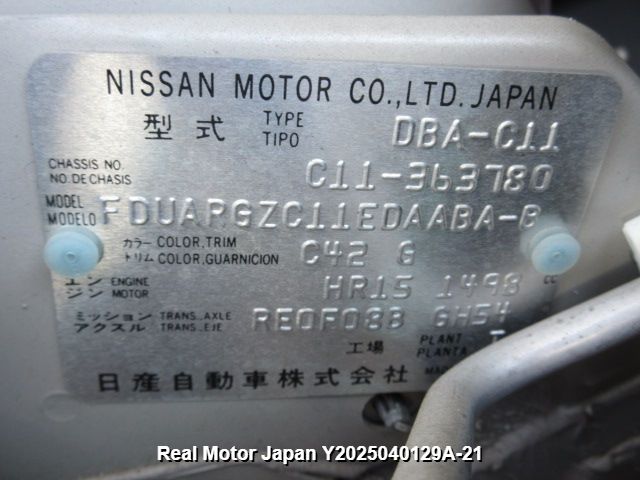 NISSAN MOTOR CO.,LTD. JAPAN
型式 TYPE TIPO DBA-C11
CHASSIS NO. NO. DE CHASIS C11-363780
MODEL MODELO FDUARGZC11EDAABA-B
カラー COLOR,TRIM トリム COLOR,GUARNICION C42 G
エンジン ENGINE MOTOR HR15 1498 CC
ミッション TRANS. AXLE アクスル TRANS. EJE RE0F08B GH54
工場 PLANT PLANTA
日産自動車株式会社
Real Motor Japan Y2025040129A-21